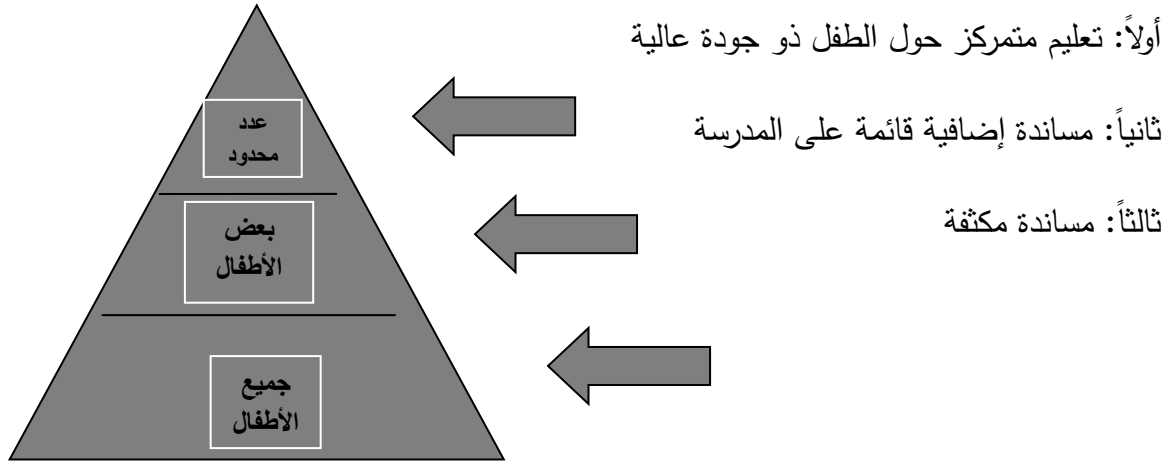 أولاً: تعليم متمركز حول الطفل ذو جودة عالية
ثانياً: مساندة إضافية قائمة على المدرسة
ثالثاً: مساندة مكثفة
عدد
محدود
بعض
الأطفال
جميع
الأطفال